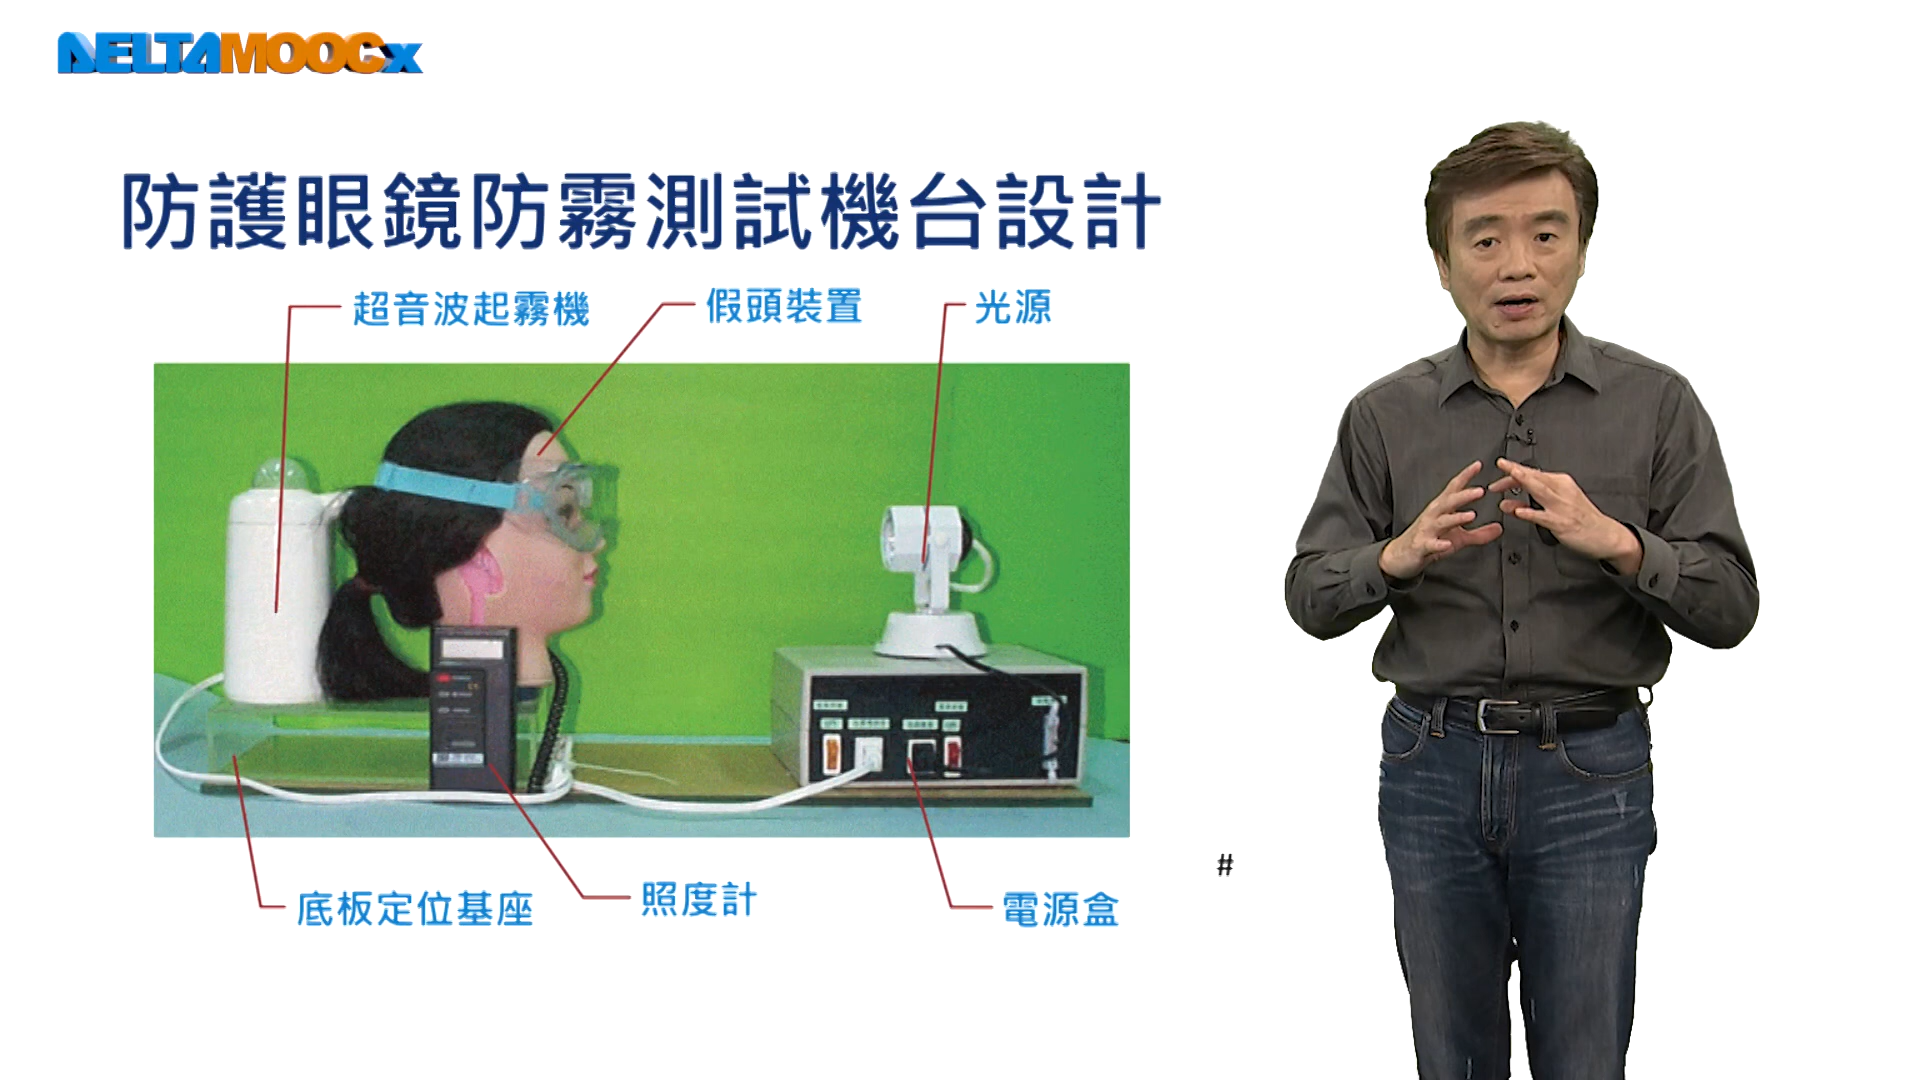 DELTAMOOCx
防護眼鏡防霧測試機台設計
超音波起霧機
假頭裝置
光源
底板定位基座
照度計
電源盒
#